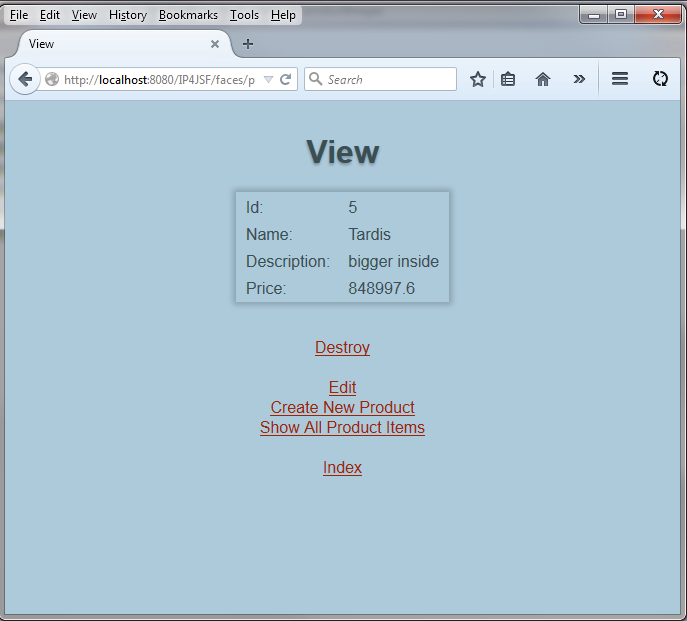 File Edit View History Bookmarks Tools Help
View
http://localhost:8080/IP4JSF/faces/p
Search
View
Id: 5
Name: Tardis
Description: bigger inside
Price: 848997.6
Destroy
Edit
Create New Product
Show All Product Items
Index